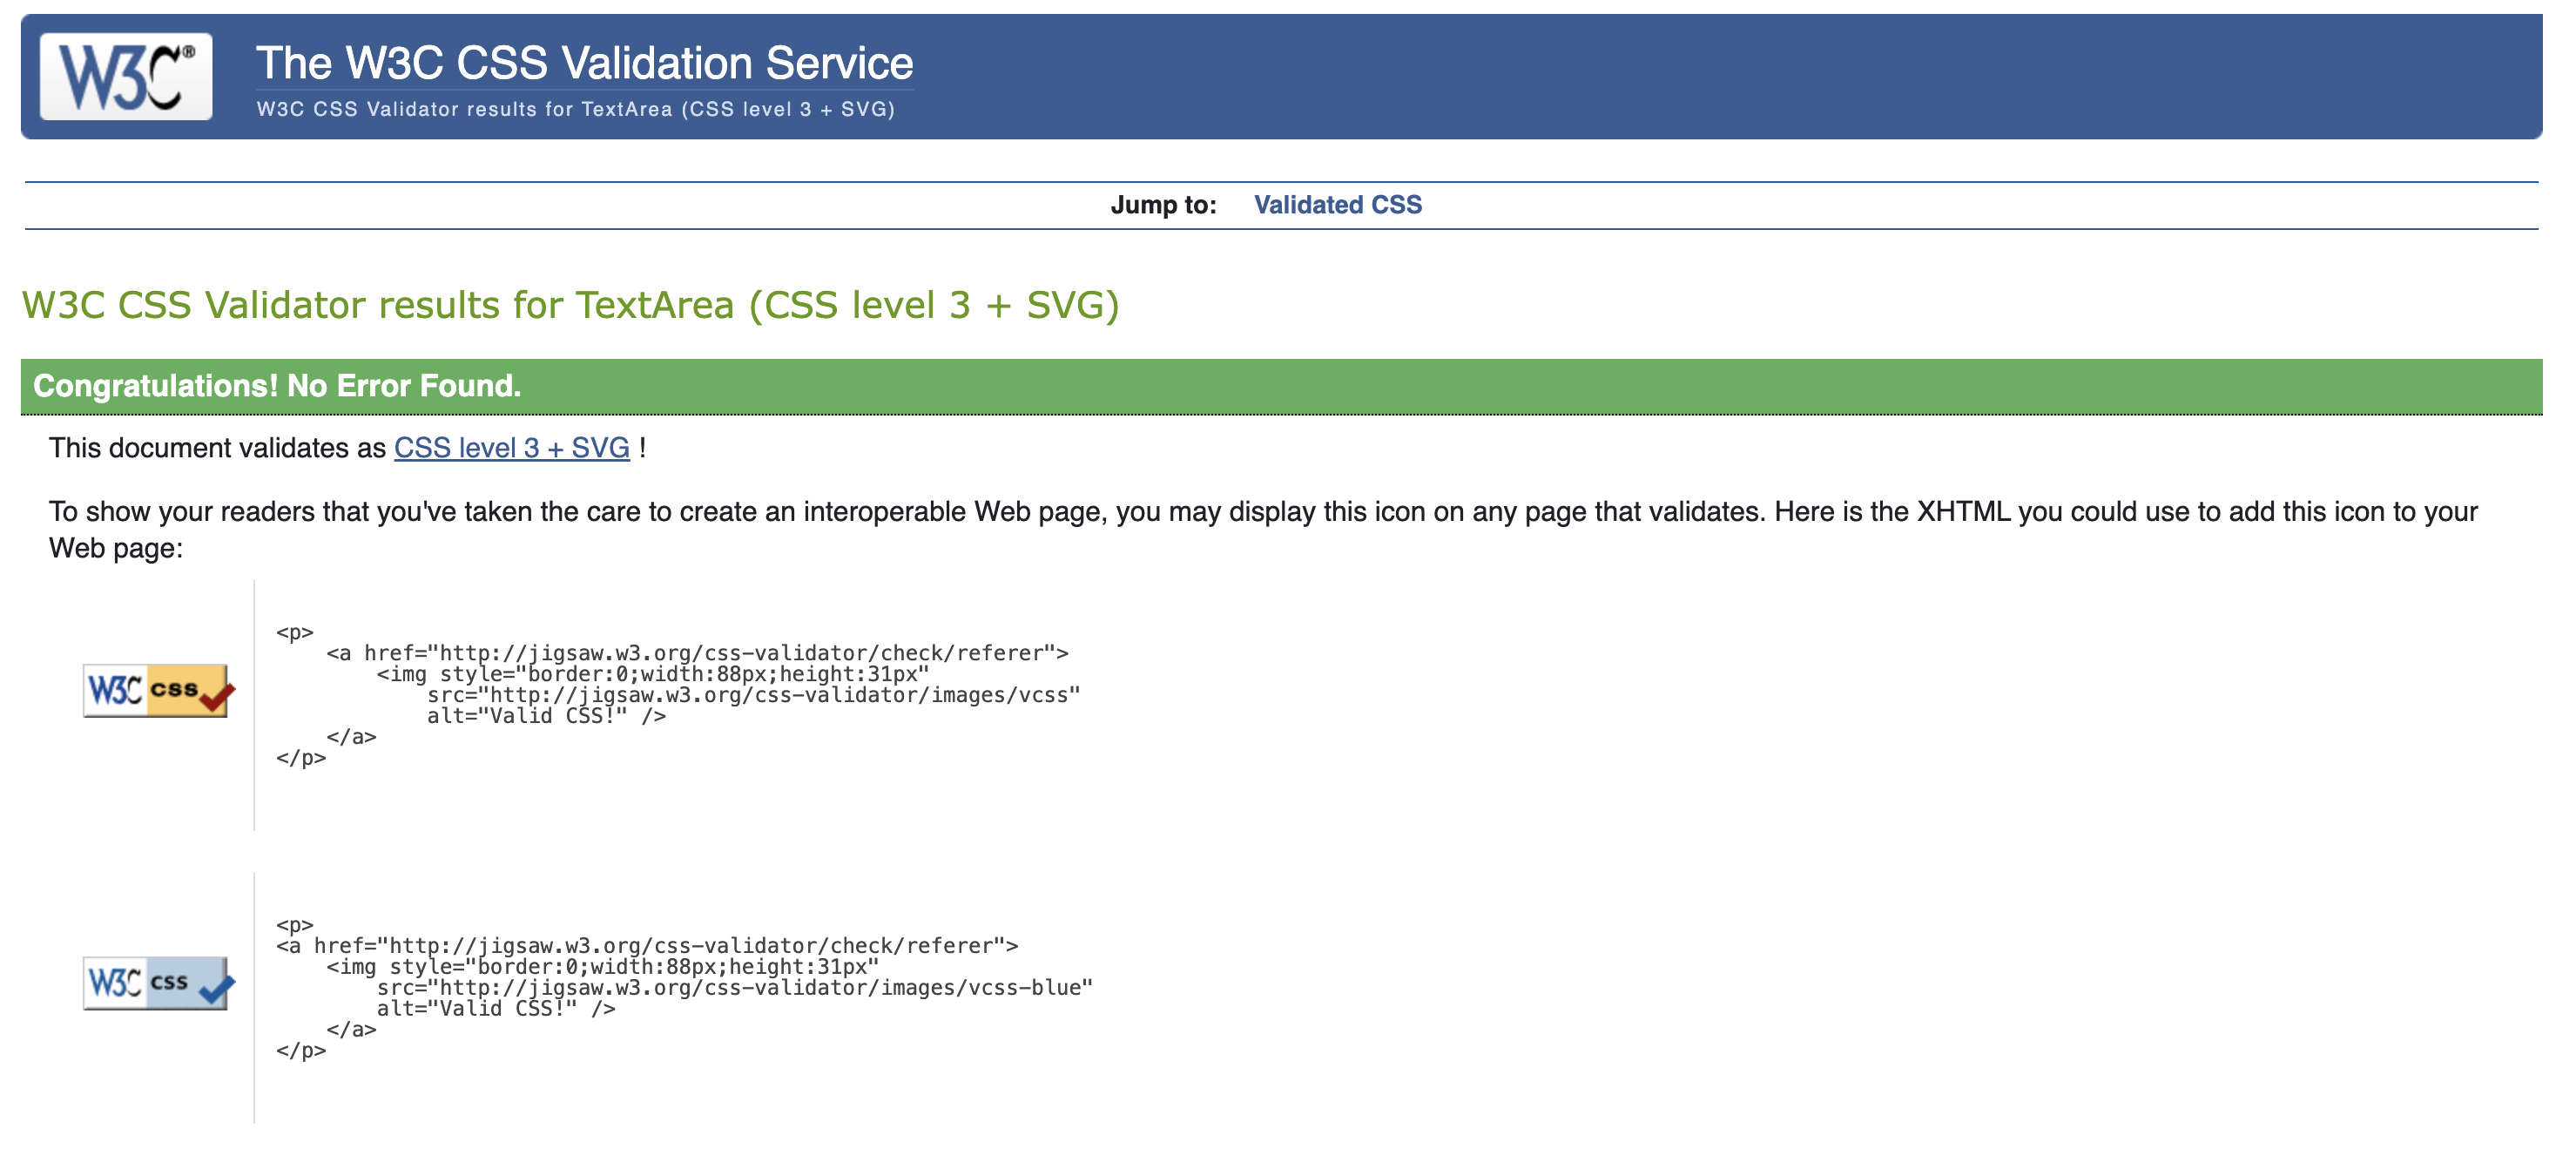 W3C®
The W3C CSS Validation Service
W3C CSS Validator results for TextArea (CSS level 3 + SVG)
Jump to: Validated CSS
W3C CSS Validator results for TextArea (CSS level 3 + SVG)
Congratulations! No Error Found.
This document validates as CSS level 3 + SVG !
To show your readers that you've taken the care to create an interoperable Web page, you may display this icon on any page that validates. Here is the XHTML you could use to add this icon to your
Web page:
W3C css
<p>
    <a href="http://jigsaw.w3.org/css-validator/check/referer">
        <img style="border:0;width:88px;height:31px"
            src="http://jigsaw.w3.org/css-validator/images/vcss"
            alt="Valid CSS!" />
    </a>
</p>
W3C css
<p>
<a href="http://jigsaw.w3.org/css-validator/check/referer">
    <img style="border:0;width:88px;height:31px"
        src="http://jigsaw.w3.org/css-validator/images/vcss-blue"
        alt="Valid CSS!" />
    </a>
</p>